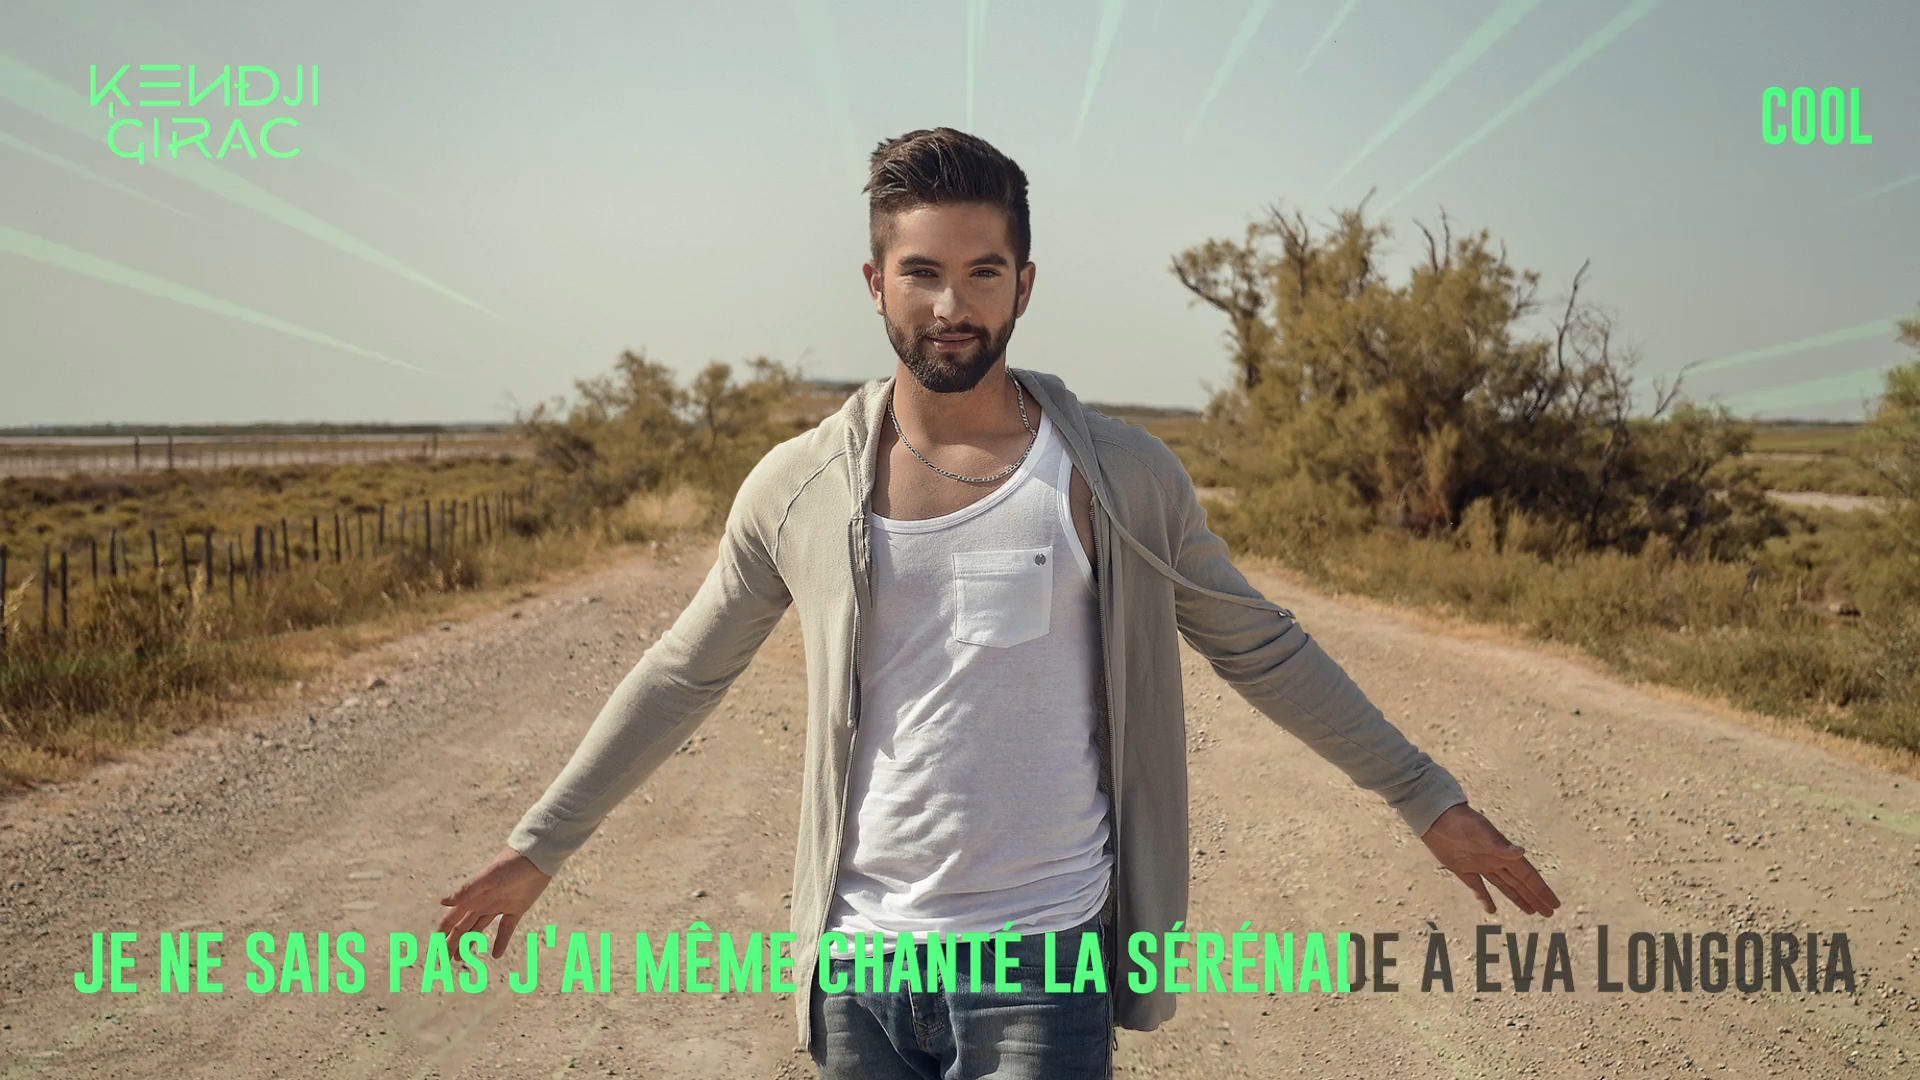 KENDJI
GIRAC
COOL
JE NE SAIS PAS J'AI MÊME CHANTÉ LA SÉRÉNADE À EVA LONGORIA